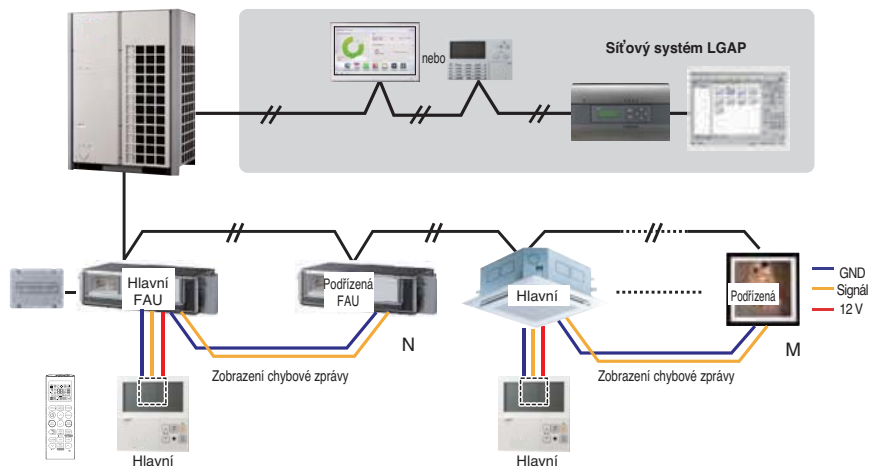 nebo
Síťový systém LGAP
Hlavní
FAU
Podřízená
FAU
N
Hlavní
Podřízená
M
GND
Signál
12 V
Zobrazení chybové zprávy
Zobrazení chybové zprávy
Hlavní
Hlavní